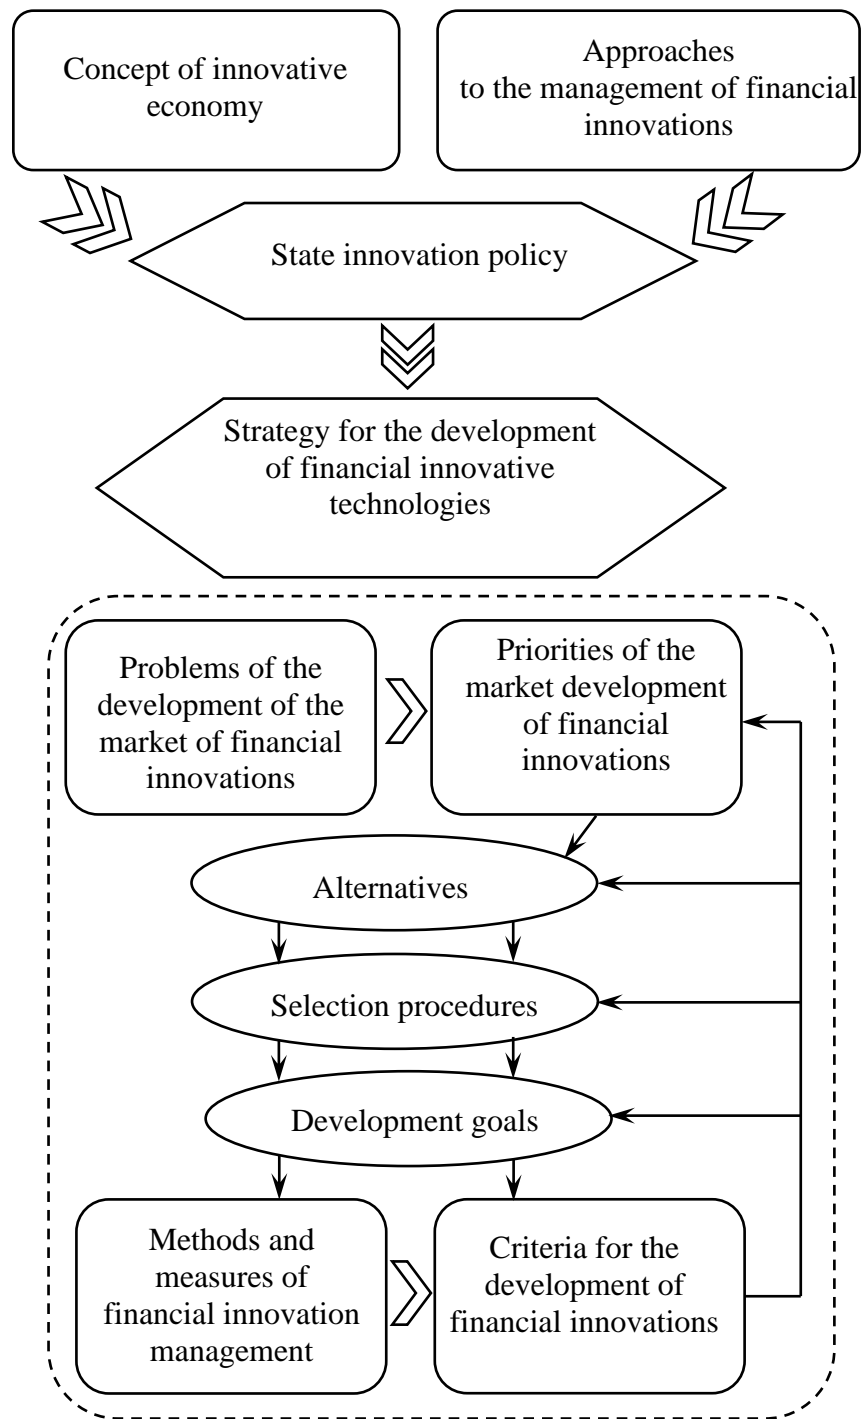 Concept of innovative
economy
Approaches
to the management of financial
innovations
State innovation policy
Strategy for the development
of financial innovative
technologies
Problems of the
development of the
market of financial
innovations
Priorities of the
market development
of financial
innovations
Alternatives
Selection procedures
Development goals
Methods and
measures of
financial innovation
management
Criteria for the
development of
financial innovations